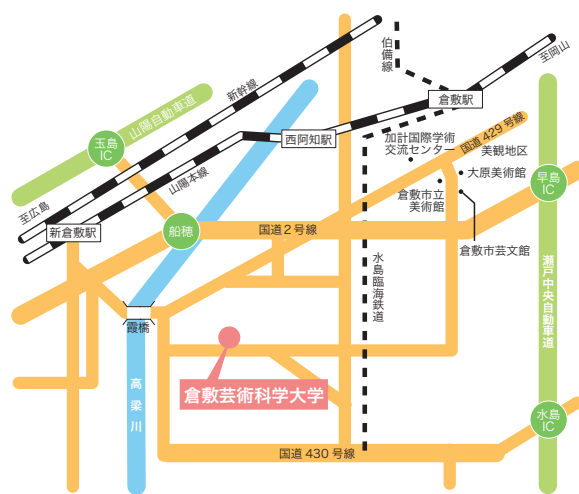 伯備線
至岡山
新幹線
倉敷駅
山陽自動車道
国道429号線
玉島
IC
西阿知駅
加計国際学術
交流センター
美観地区
大原美術館
山陽本線
早島
IC
倉敷市立
美術館
至広島
新倉敷駅
船穂
国道2号線
倉敷市芸文館
水島臨海鉄道
瀬戸中央自動車道
霞橋
高梁川
倉敷芸術科学大学
水島
IC
国道430号線